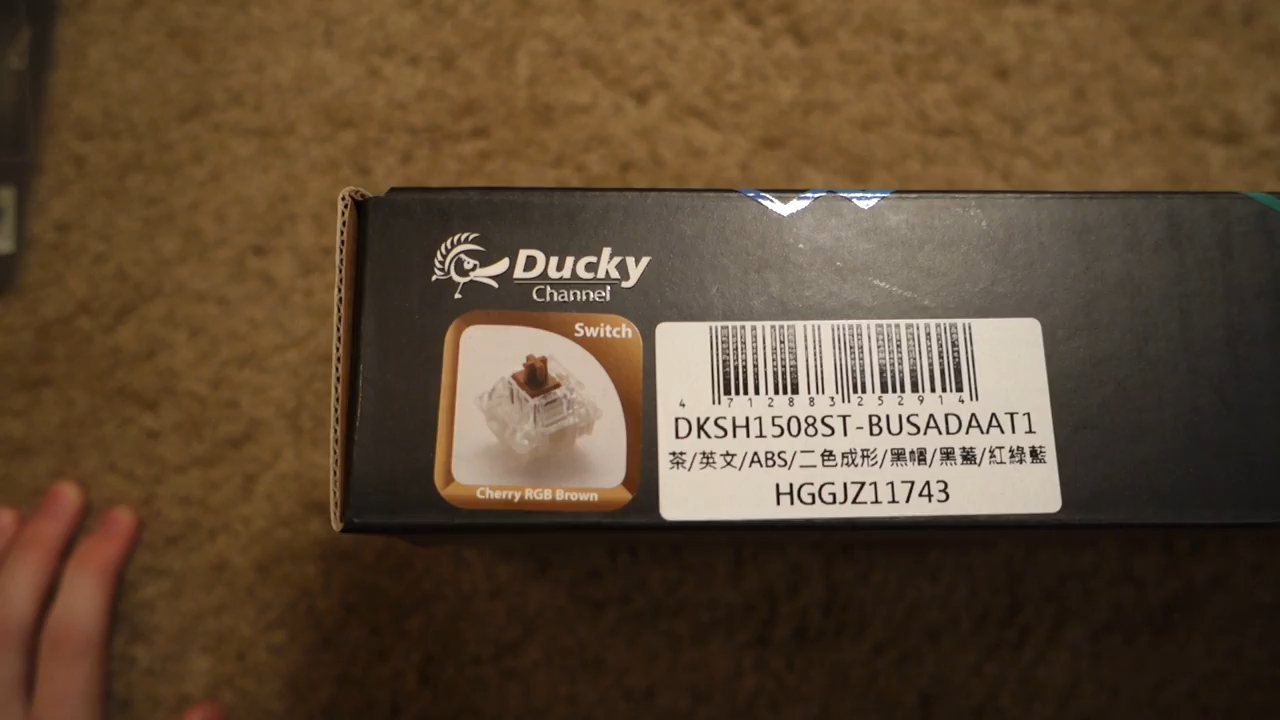 Ducky
Channel
Switch
Cherry RGB Brown
4 712883 252914
DKSH1508ST-BUSADAAT1
茶/英文/ABS/二色成形/黑帽/黑蓋/紅綠藍
HGGJZ11743